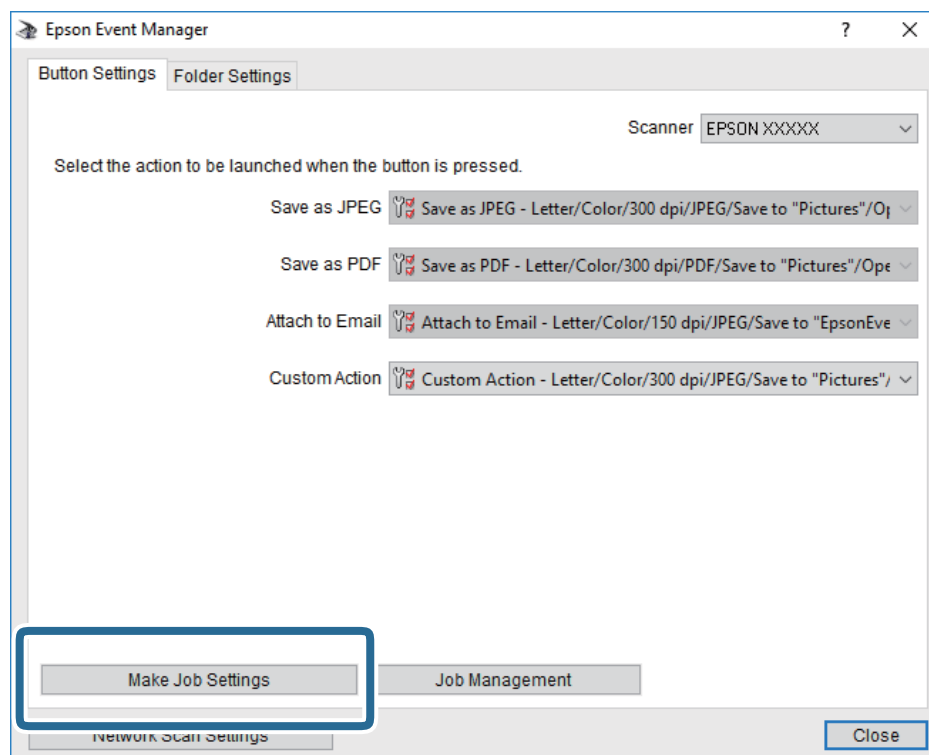 Epson Event Manager
Button Settings Folder Settings
Scanner EPSON XXXXX
Select the action to be launched when the button is pressed.
Save as JPEG Save as JPEG - Letter/Color/300 dpi/JPEG/Save to "Pictures"/Op
Save as PDF Save as PDF - Letter/Color/300 dpi/PDF/Save to "Pictures"/Ope
Attach to Email Attach to Email - Letter/Color/150 dpi/JPEG/Save to "EpsonEve
Custom Action Custom Action - Letter/Color/300 dpi/JPEG/Save to "Pictures"/
Make Job Settings Job Management
Network Scan Settings Close